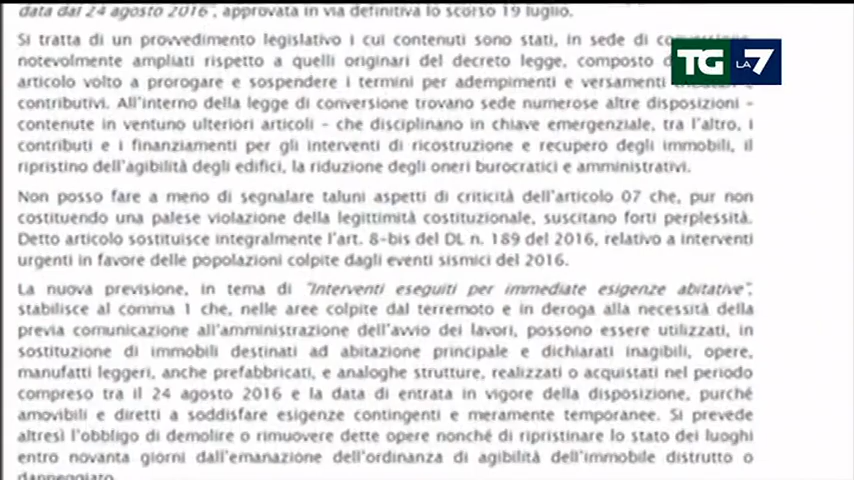 data dal 24 agosto 2016", approvata in via definitiva lo scorso 19 luglio.
Si tratta di un provvedimento legislativo i cui contenuti sono stati, in sede di conversione,
notevolmente ampliati rispetto a quelli originari del decreto legge, composto
articolo volto a prorogare e sospendere i termini per adempimenti e versamenti
contributivi. All'interno della legge di conversione trovano sede numerose altre disposizioni –
contenute in ventuno ulteriori articoli – che disciplinano in chiave emergenziale, tra l'altro, i
contributi e i finanziamenti per gli interventi di ricostruzione e recupero degli immobili, il
ripristino dell'agibilità degli edifici, la riduzione degli oneri burocratici e amministrativi.
Non posso fare a meno di segnalare taluni aspetti di criticità dell'articolo 07 che, pur non
costituendo una palese violazione della legittimità costituzionale, suscitano forti perplessità.
Detto articolo sostituisce integralmente l'art. 8-bis del DL n. 189 del 2016, relativo a interventi
urgenti in favore delle popolazioni colpite dagli eventi sismici del 2016.
La nuova previsione, in tema di "Interventi eseguiti per immediate esigenze abitative",
stabilisce al comma 1 che, nelle aree colpite dal terremoto e in deroga alla necessità della
previa comunicazione all'amministrazione dell'avvio dei lavori, possono essere utilizzati, in
sostituzione di immobili destinati ad abitazione principale e dichiarati inagibili, opere,
manufatti leggeri, anche prefabbricati, e analoghe strutture, realizzati o acquistati nel periodo
compreso tra il 24 agosto 2016 e la data di entrata in vigore della disposizione, purché
amovibili e diretti a soddisfare esigenze contingenti e meramente temporanee. Si prevede
altresì l'obbligo di demolire o rimuovere dette opere nonché di ripristinare lo stato dei luoghi
entro novanta giorni dall'emanazione dell'ordinanza di agibilità dell'immobile distrutto o
danneggiato
TG LA 7